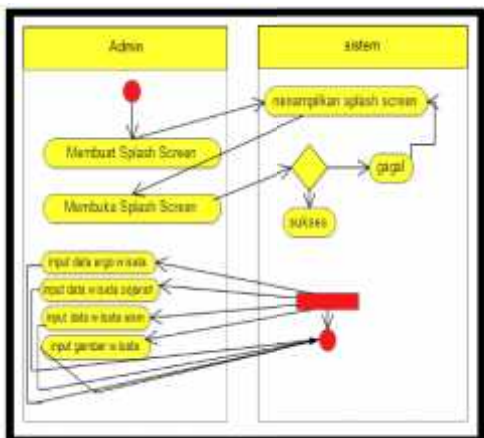 Admin
sistem
menampilkan splash screen
Membuat Splash Screen
gagal
Membuka Splash Screen
sukses
input data argo wisata
input data wisata sejarah
input data wisata alam
input gambar wisata